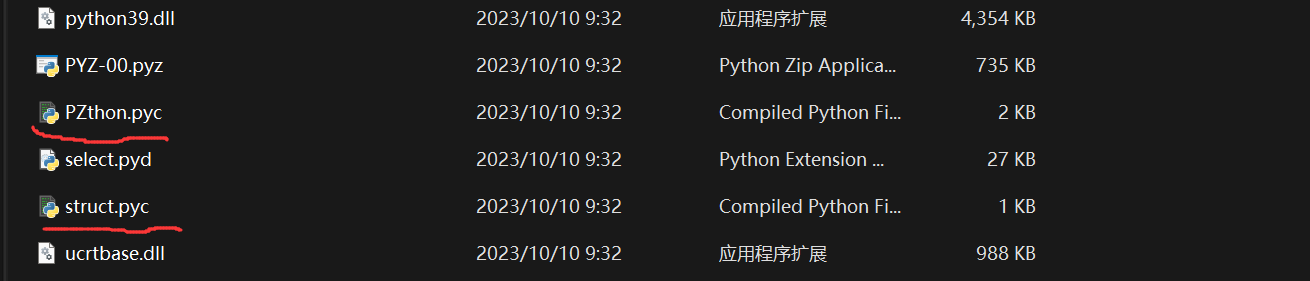 python39.dll 2023/10/10 9:32 应用程序扩展 4,354 KB
PYZ-00.pyz 2023/10/10 9:32 Python Zip Applica... 735 KB
PZthon.pyc 2023/10/10 9:32 Compiled Python Fi... 2 KB
select.pyd 2023/10/10 9:32 Python Extension ... 27 KB
struct.pyc 2023/10/10 9:32 Compiled Python Fi... 1 KB
ucrtbase.dll 2023/10/10 9:32 应用程序扩展 988 KB